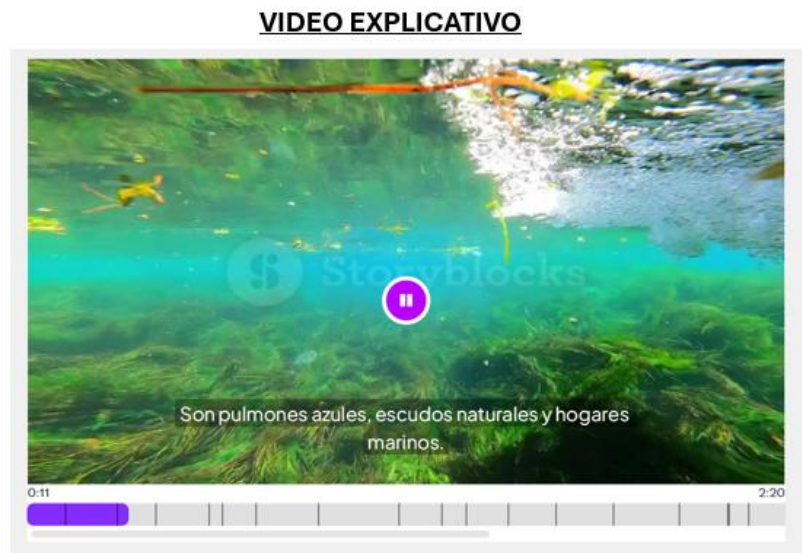 VIDEO EXPLICATIVO
Storyblocks
Son pulmones azules, escudos naturales y hogares
marinos.
0:11
2:20